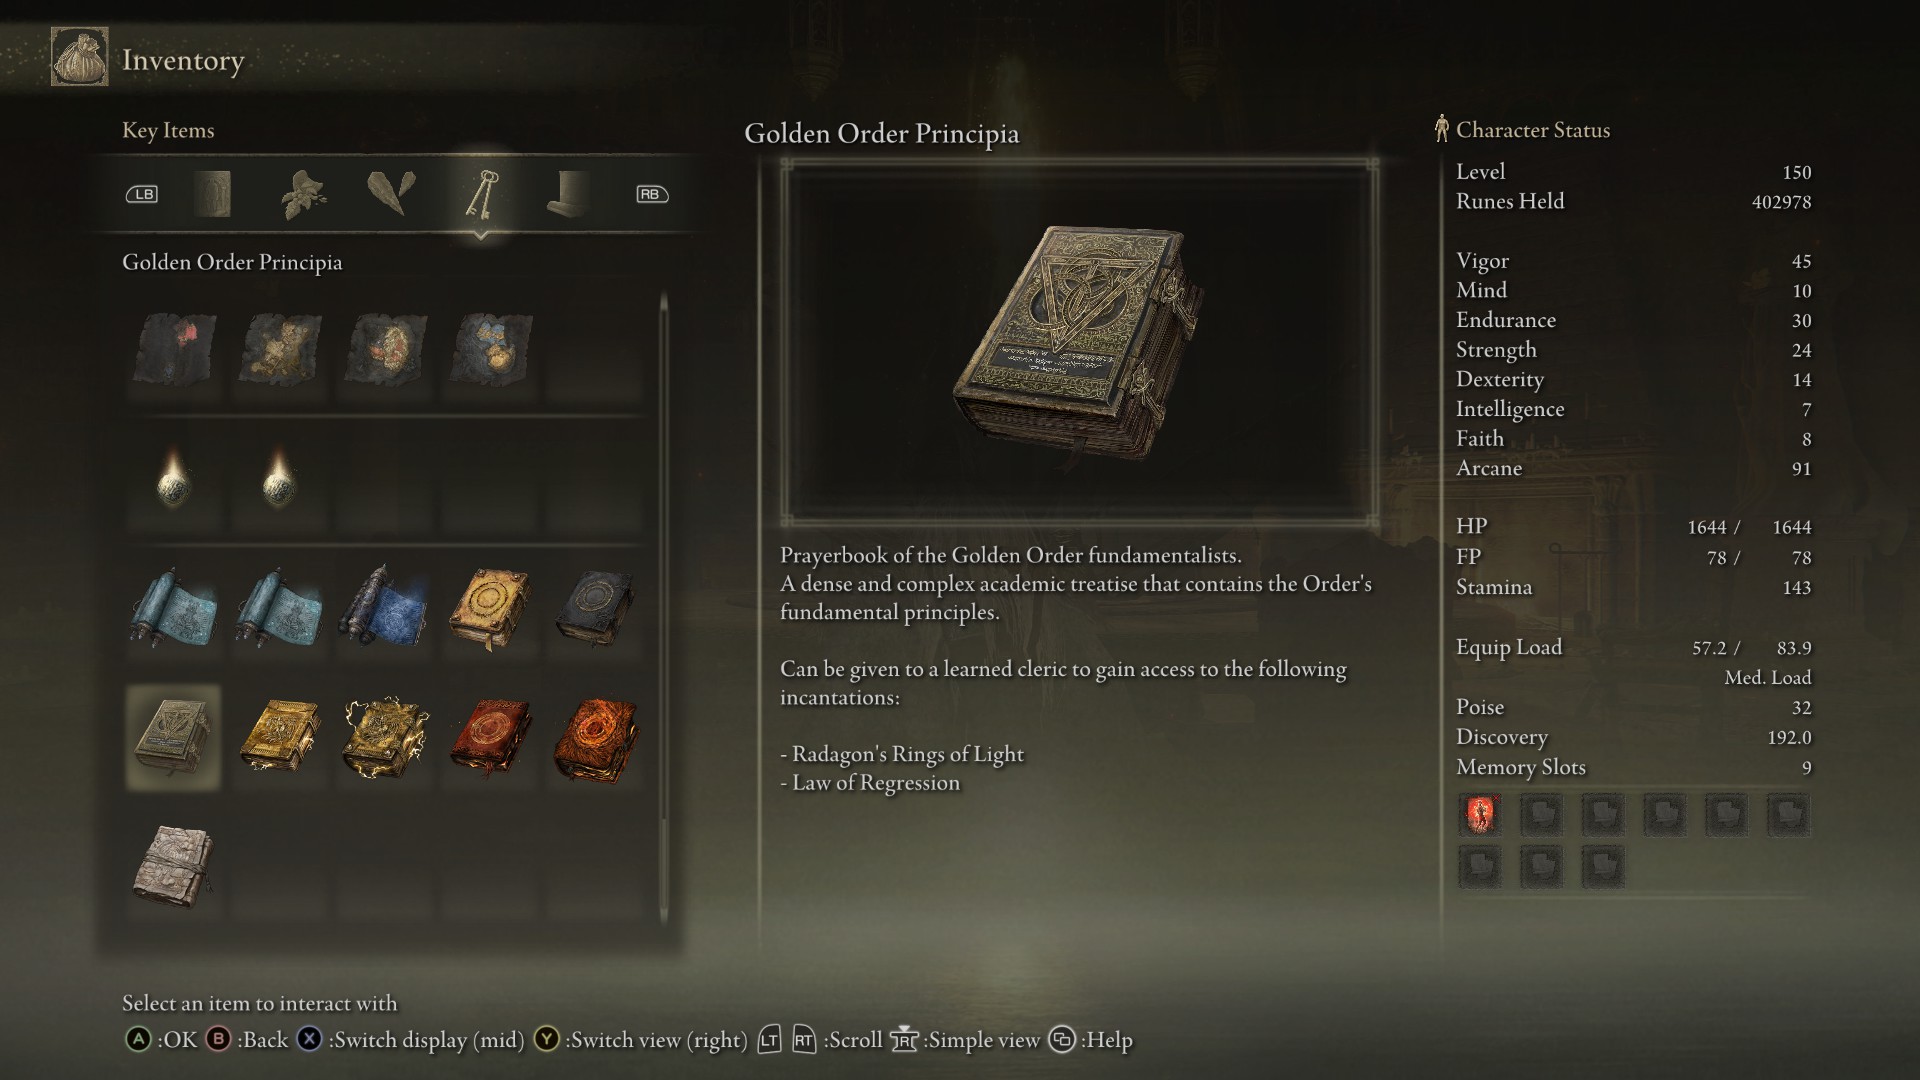 Inventory
Key Items
LB
RB
Golden Order Principia
Golden Order Principia
Prayerbook of the Golden Order fundamentalists.
A dense and complex academic treatise that contains the Order's
fundamental principles.
Can be given to a learned cleric to gain access to the following
incantations:
- Radagon's Rings of Light
- Law of Regression
Character Status
Level 150
Runes Held 402978
Vigor 45
Mind 10
Endurance 30
Strength 24
Dexterity 14
Intelligence 7
Faith 8
Arcane 91
HP 1644 / 1644
FP 78 / 78
Stamina 143
Equip Load 57.2 / 83.9
Med. Load
Poise 32
Discovery 192.0
Memory Slots 9
Select an item to interact with
A :OK B :Back X :Switch display (mid) Y :Switch view (right) LT RT :Scroll R :Simple view :Help